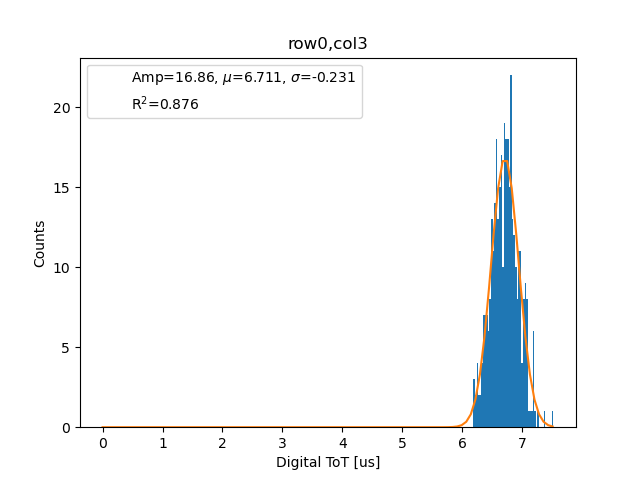 row0,col3
Amp=16.86, μ=6.711, σ=-0.231
R²=0.876
Counts
20
15
10
5
0
0 1 2 3 4 5 6 7
Digital ToT [us]